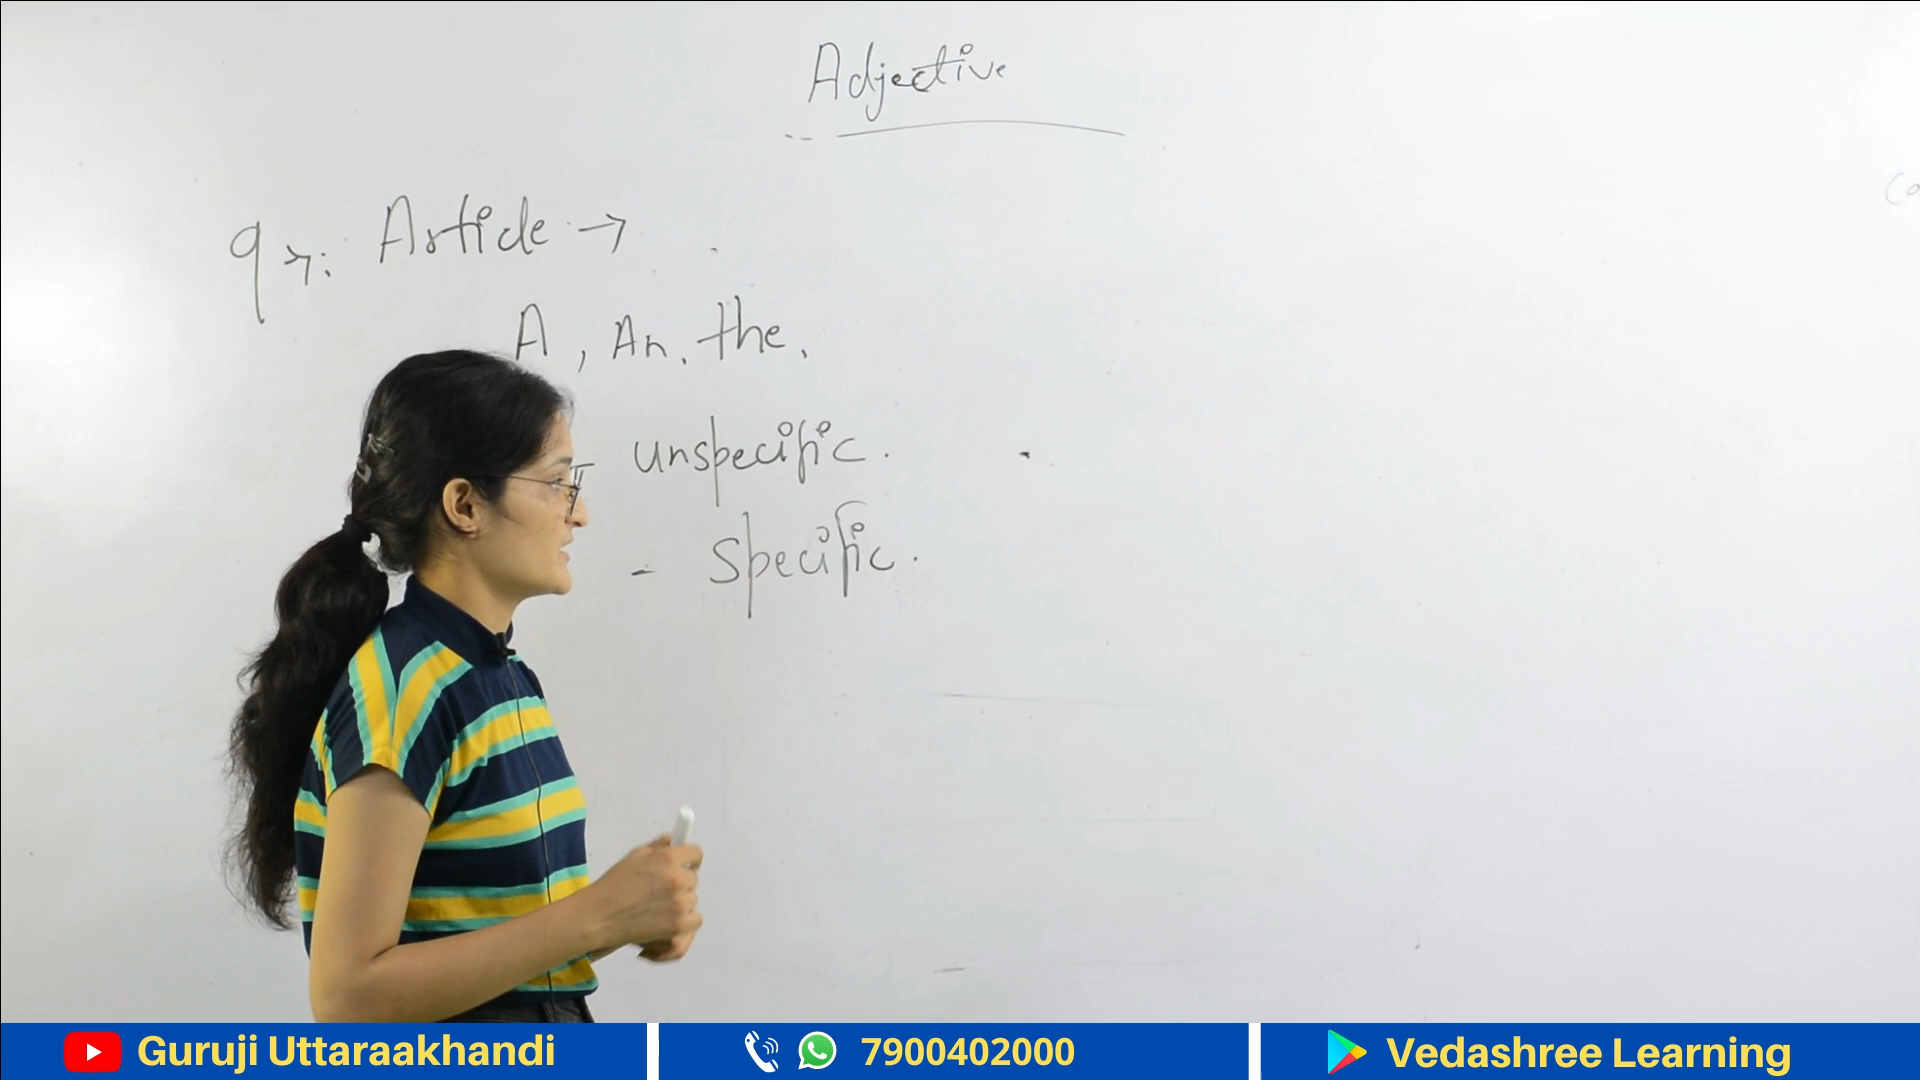 Adjective
9 Article →
A, An, the.
unspecific.
- Specific.
Guruji Uttaraakhandi
7900402000
Vedashree Learning